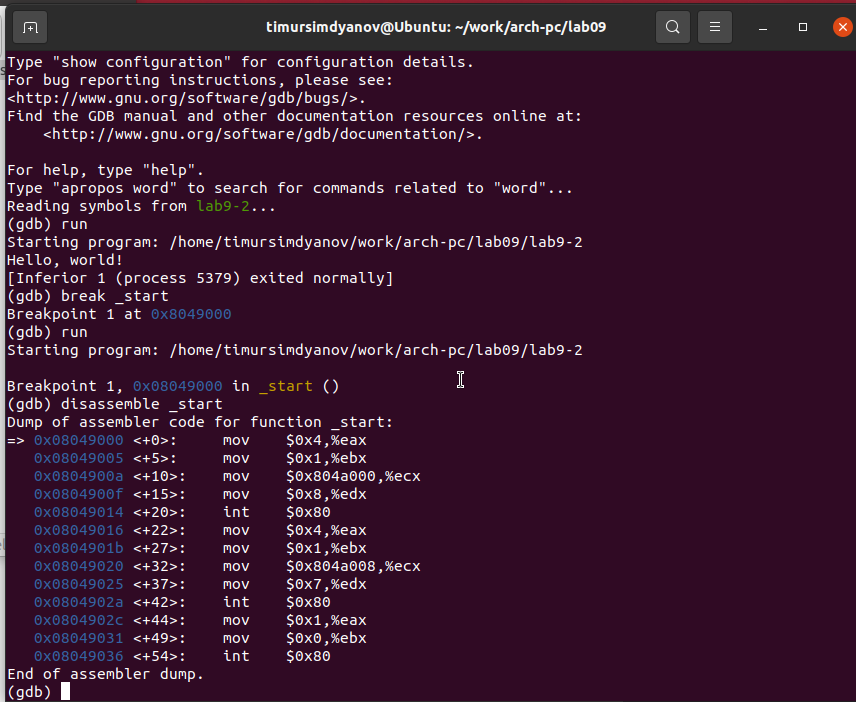 timursimdyanov@Ubuntu: ~/work/arch-pc/lab09
Type "show configuration" for configuration details.
For bug reporting instructions, please see:
<http://www.gnu.org/software/gdb/bugs/>.
Find the GDB manual and other documentation resources online at:
    <http://www.gnu.org/software/gdb/documentation/>.

For help, type "help".
Type "apropos word" to search for commands related to "word"...
Reading symbols from lab9-2...
(gdb) run
Starting program: /home/timursimdyanov/work/arch-pc/lab09/lab9-2
Hello, world!
[Inferior 1 (process 5379) exited normally]
(gdb) break _start
Breakpoint 1 at 0x8049000
(gdb) run
Starting program: /home/timursimdyanov/work/arch-pc/lab09/lab9-2

Breakpoint 1, 0x08049000 in _start ()
(gdb) disassemble _start
Dump of assembler code for function _start:
=> 0x08049000 <+0>:     mov    $0x4,%eax
   0x08049005 <+5>:     mov    $0x1,%ebx
   0x0804900a <+10>:    mov    $0x804a000,%ecx
   0x0804900f <+15>:    mov    $0x8,%edx
   0x08049014 <+20>:    int    $0x80
   0x08049016 <+22>:    mov    $0x4,%eax
   0x0804901b <+27>:    mov    $0x1,%ebx
   0x08049020 <+32>:    mov    $0x804a008,%ecx
   0x08049025 <+37>:    mov    $0x7,%edx
   0x0804902a <+42>:    int    $0x80
   0x0804902c <+44>:    mov    $0x1,%eax
   0x08049031 <+49>:    mov    $0x0,%ebx
   0x08049036 <+54>:    int    $0x80
End of assembler dump.
(gdb)